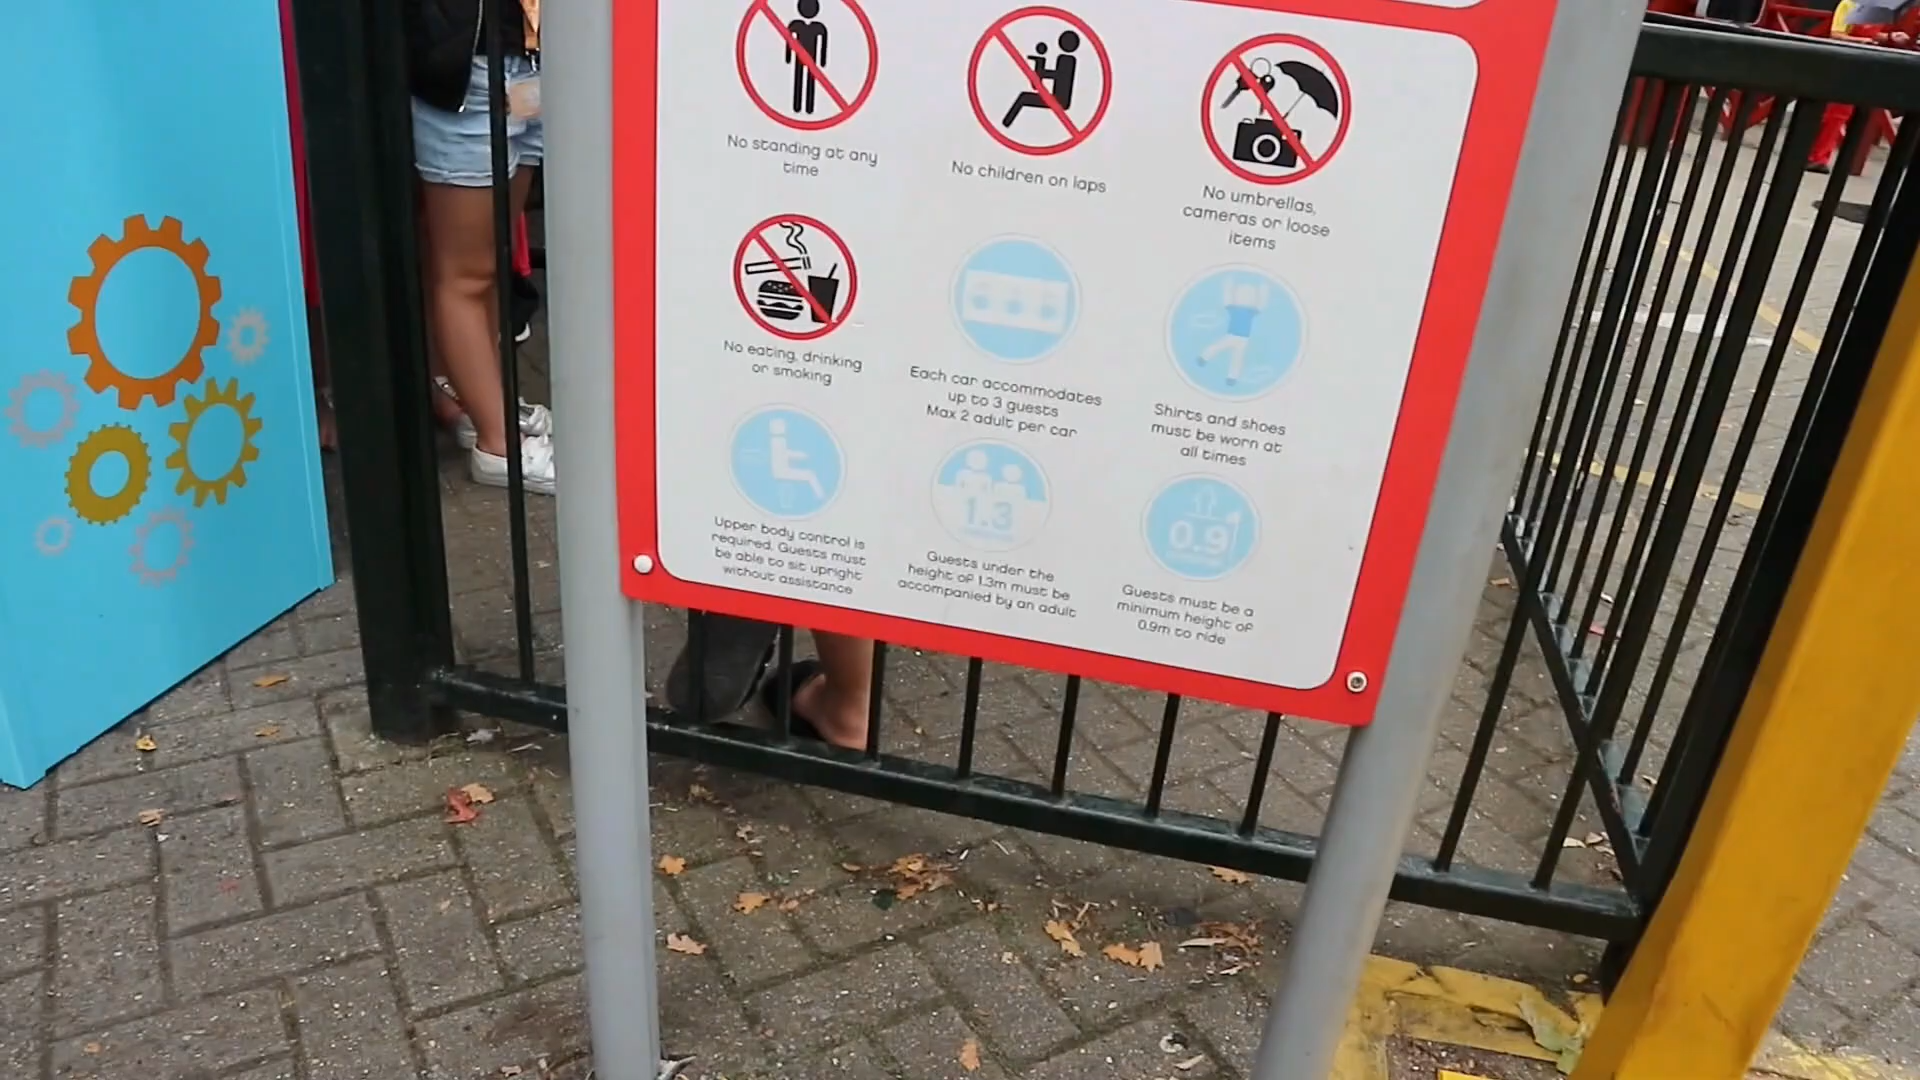 No standing at any
time
No children on laps
No umbrellas,
cameras or loose
items
No eating, drinking
or smoking
Each car accommodates
up to 3 guests
Max 2 adult per car
Shirts and shoes
must be worn at
all times
Upper body control is
required. Guests must
be able to sit upright
without assistance
1.3
Guests under the
height of 1.3m must be
accompanied by an adult
0.9
Guests must be a
minimum height of
0.9m to ride